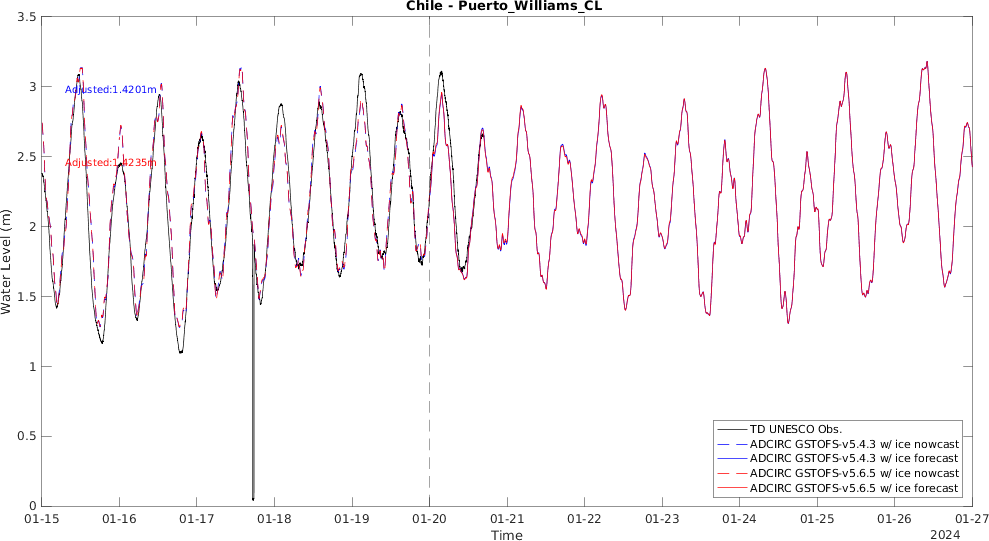 Chile - Puerto_Williams_CL
3.5
3
2.5
2
1.5
1
0.5
0
Water Level (m)
Adjusted:1.4201m
Adjusted:1.4235m
TD UNESCO Obs.
ADCIRC GSTOFS-v5.4.3 w/ ice nowcast
ADCIRC GSTOFS-v5.4.3 w/ ice forecast
ADCIRC GSTOFS-v5.6.5 w/ ice nowcast
ADCIRC GSTOFS-v5.6.5 w/ ice forecast
01-15 01-16 01-17 01-18 01-19 01-20 01-21 01-22 01-23 01-24 01-25 01-26 01-27
Time
2024